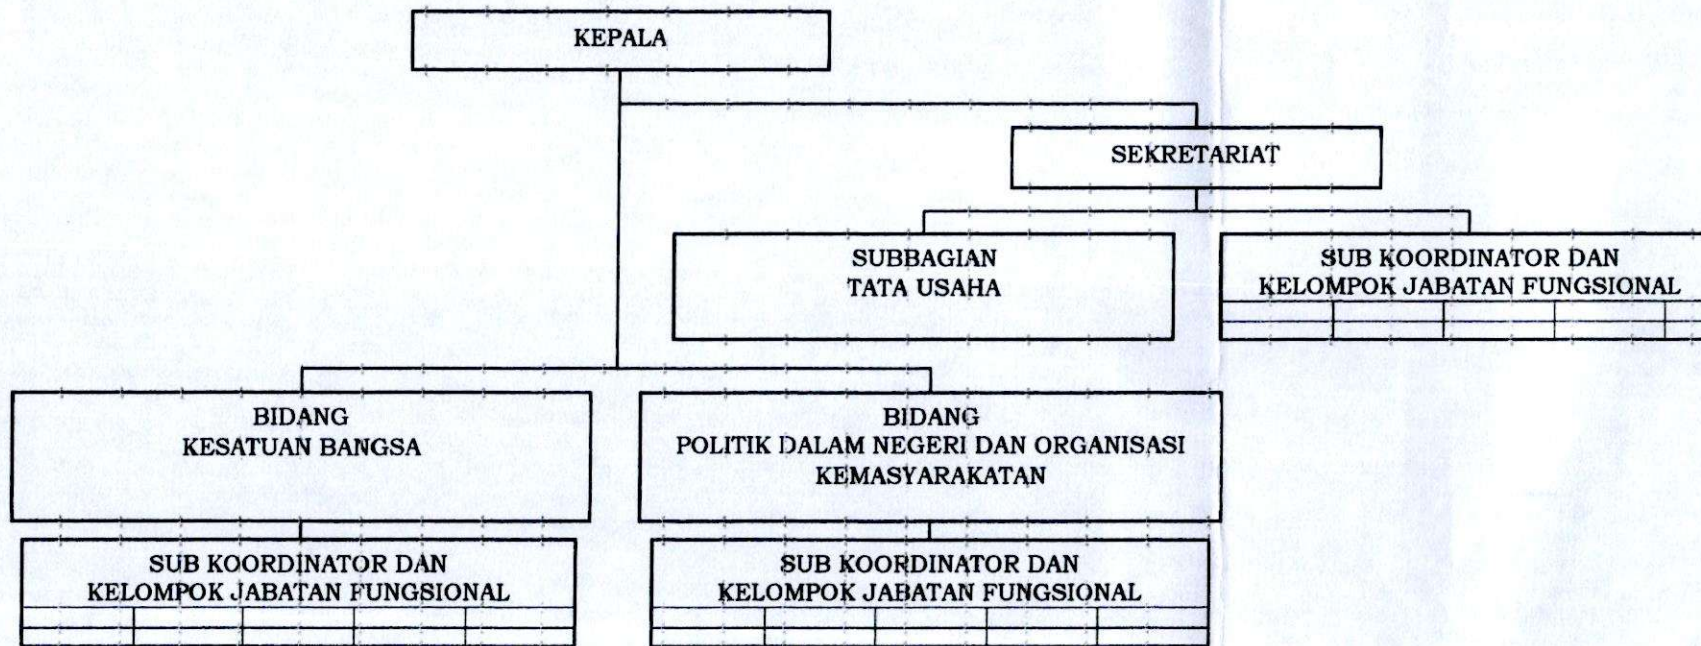 KEPALA
SEKRETARIAT
SUBBAGIAN
TATA USAHA
SUB KOORDINATOR DAN
KELOMPOK JABATAN FUNGSIONAL
BIDANG
KESATUAN BANGSA
BIDANG
POLITIK DALAM NEGERI DAN ORGANISASI
KEMASYARAKATAN
SUB KOORDINATOR DAN
KELOMPOK JABATAN FUNGSIONAL
SUB KOORDINATOR DAN
KELOMPOK JABATAN FUNGSIONAL